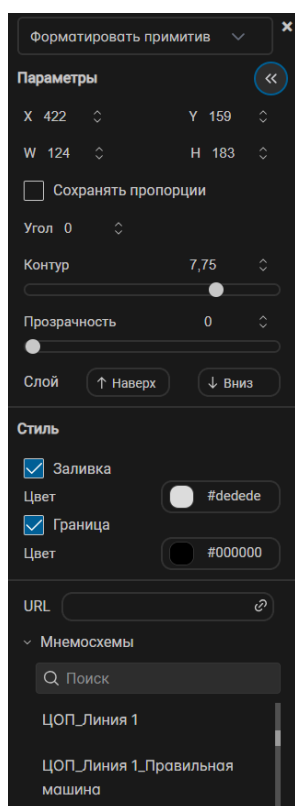 Форматировать примитив
Параметры
X 422 Y 159
W 124 H 183
Сохранять пропорции
Угол 0
Контур 7,75
Прозрачность 0
Слой ↑ Наверх ↓ Вниз
Стиль
Заливка
Цвет #dedede
Граница
Цвет #000000
URL
Мнемосхемы
Поиск
ЦОП_Линия 1
ЦОП_Линия 1_Правильная
машина